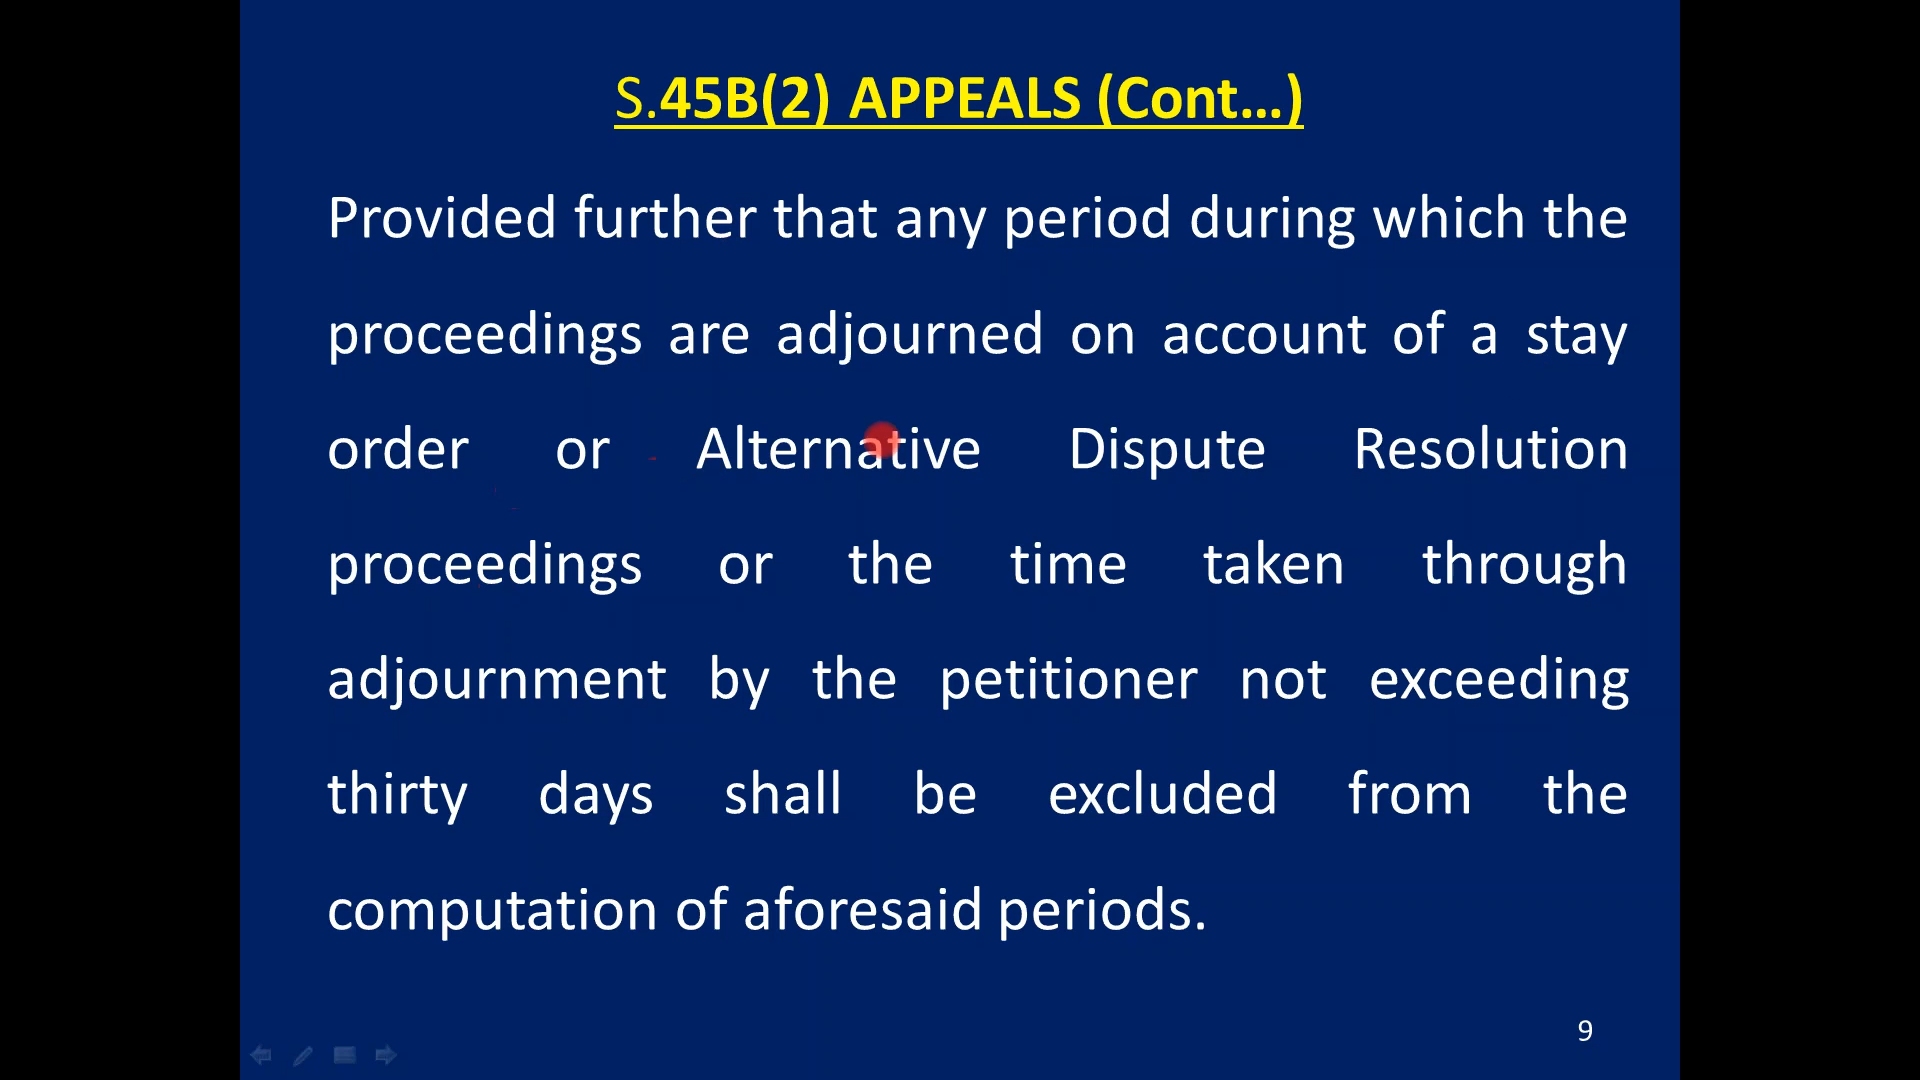 S.45B(2) APPEALS (Cont...)
Provided further that any period during which the
proceedings are adjourned on account of a stay
order or Alternative Dispute Resolution
proceedings or the time taken through
adjournment by the petitioner not exceeding
thirty days shall be excluded from the
computation of aforesaid periods.
9